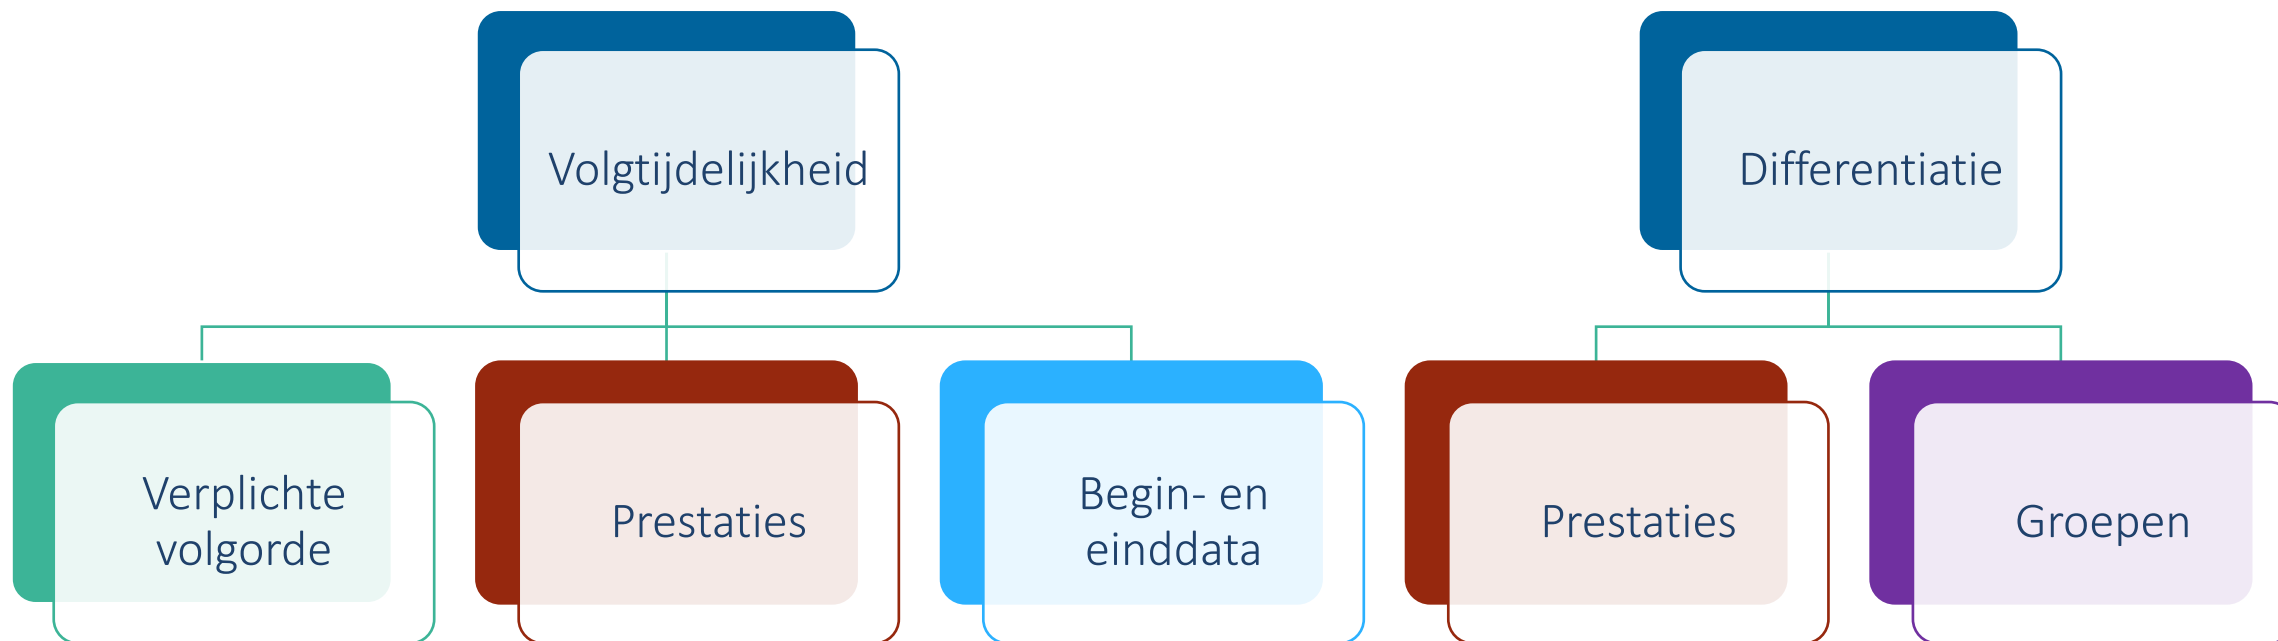 Volgtijdelijkheid
Differentiatie
Verplichte
volgorde
Prestaties
Begin- en
einddata
Prestaties
Groepen